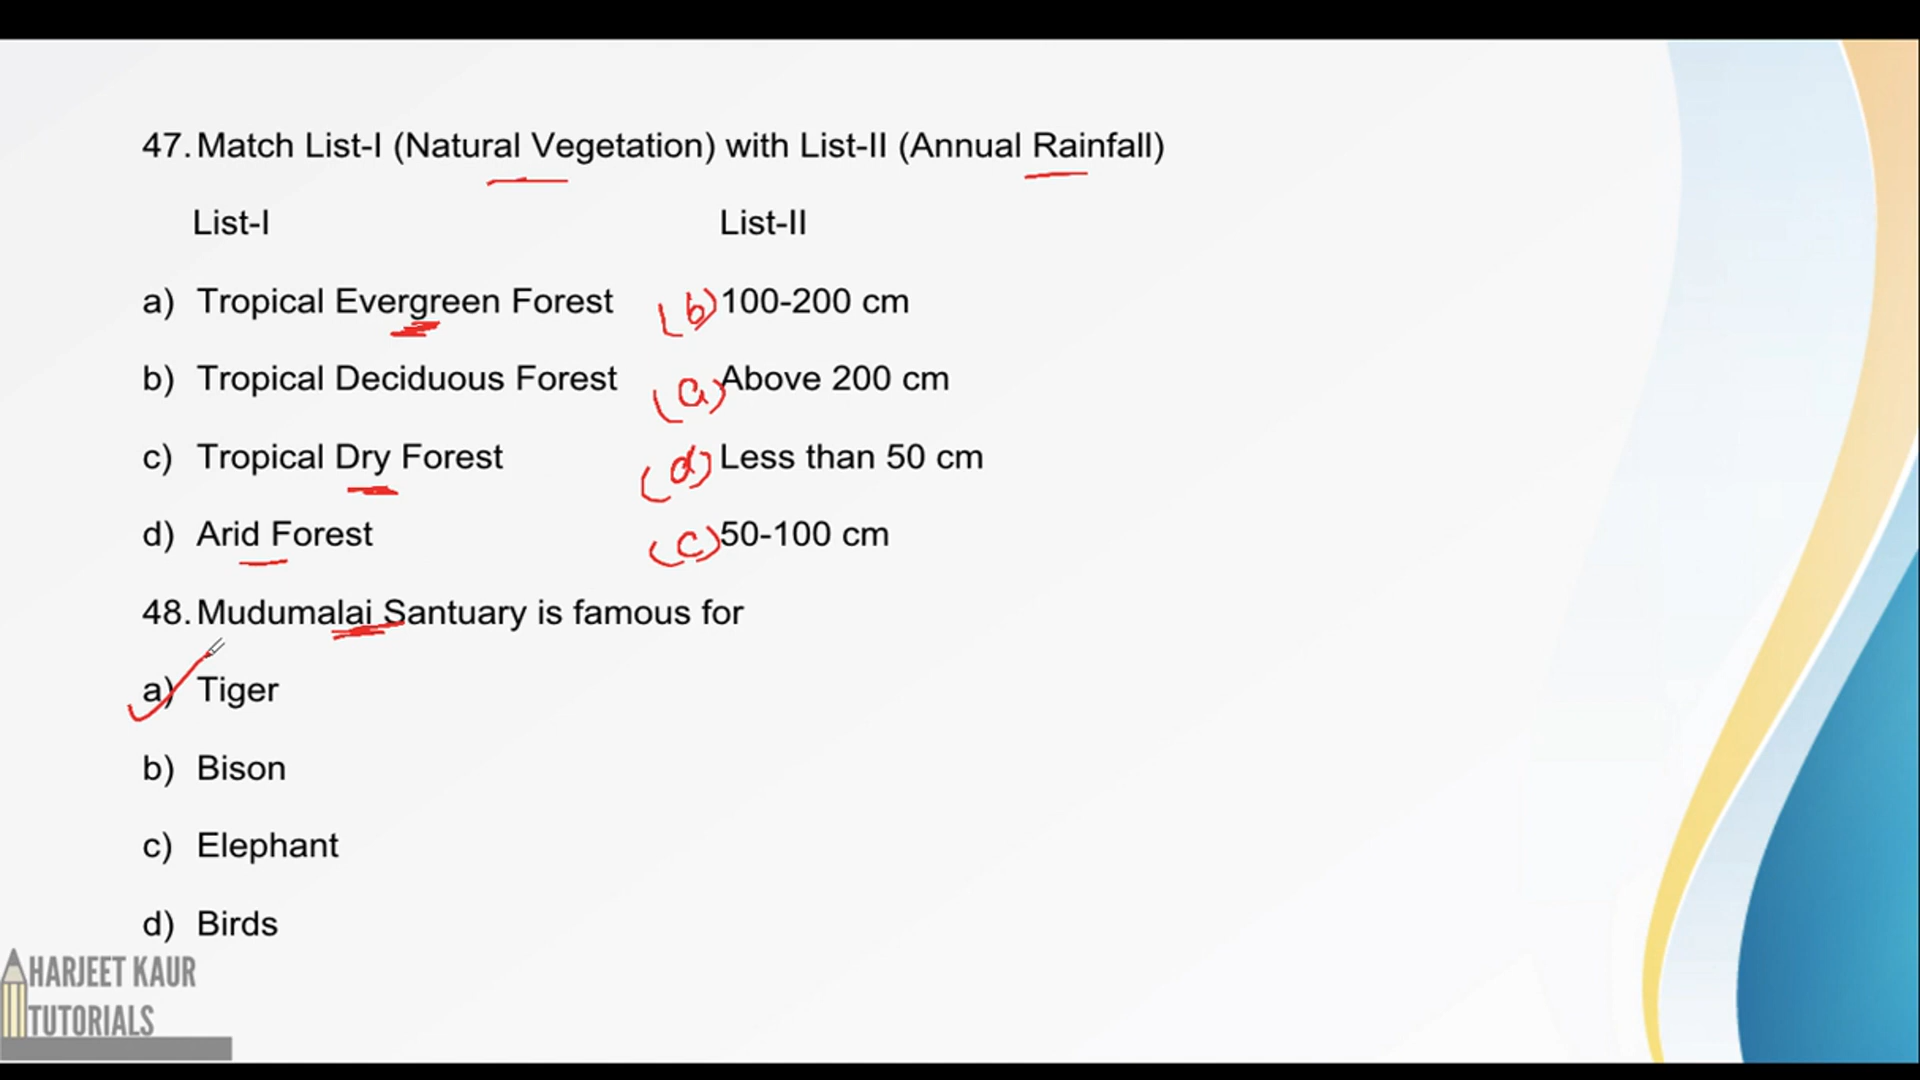 47. Match List-I (Natural Vegetation) with List-II (Annual Rainfall)
List-I List-II
a) Tropical Evergreen Forest (b) 100-200 cm
b) Tropical Deciduous Forest (a) Above 200 cm
c) Tropical Dry Forest (d) Less than 50 cm
d) Arid Forest (c) 50-100 cm
48. Mudumalai Santuary is famous for
a) Tiger
b) Bison
c) Elephant
d) Birds
HARJEET KAUR
TUTORIALS